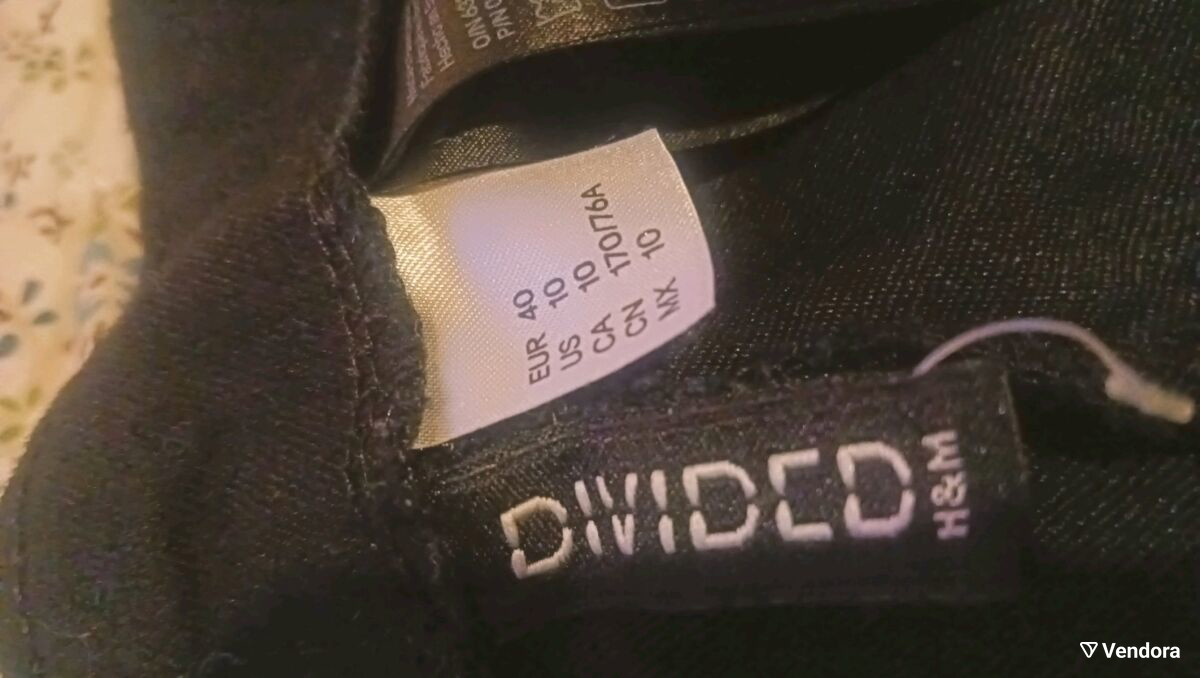 O/N
P/N
EUR 40
US 10
CA 10
CN 170/76A
MX 10
DIVIDED
H&M
Vendora